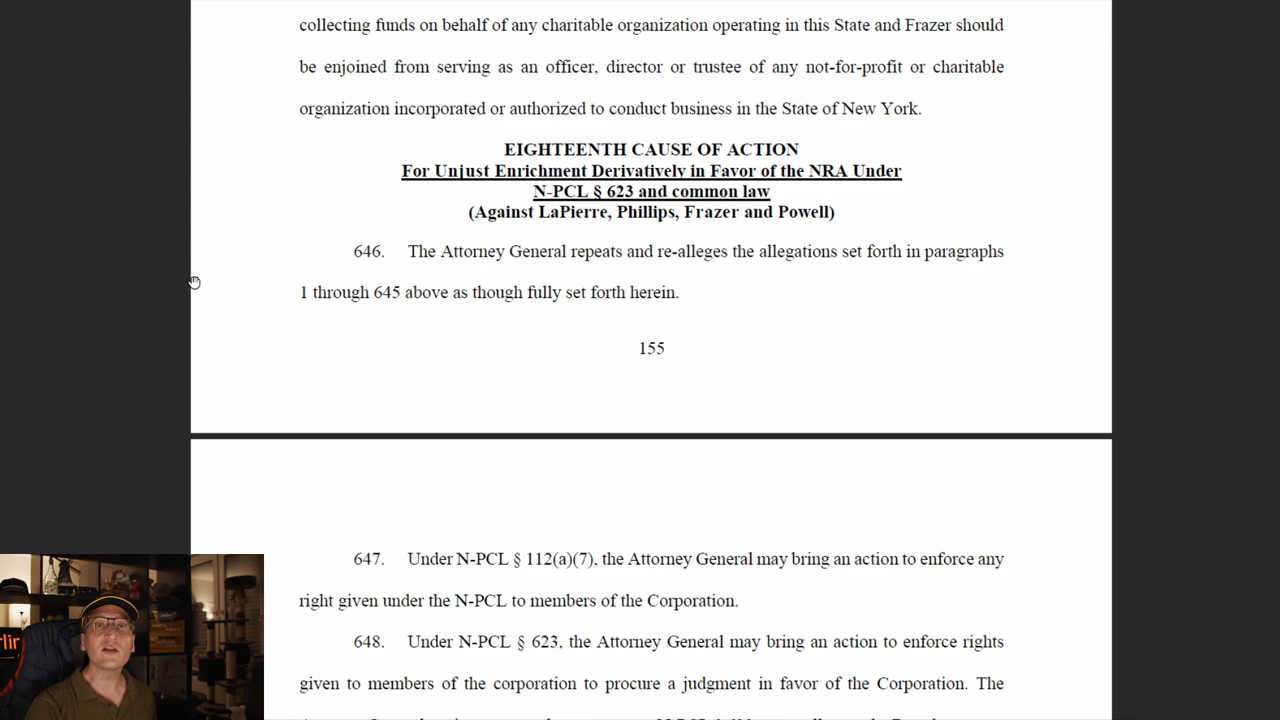 collecting funds on behalf of any charitable organization operating in this State and Frazer should
be enjoined from serving as an officer, director or trustee of any not-for-profit or charitable
organization incorporated or authorized to conduct business in the State of New York.
EIGHTEENTH CAUSE OF ACTION
For Unjust Enrichment Derivatively in Favor of the NRA Under
N-PCL § 623 and common law
(Against LaPierre, Phillips, Frazer and Powell)
646. The Attorney General repeats and re-alleges the allegations set forth in paragraphs
1 through 645 above as though fully set forth herein.
155
647. Under N-PCL § 112(a)(7), the Attorney General may bring an action to enforce any
right given under the N-PCL to members of the Corporation.
648. Under N-PCL § 623, the Attorney General may bring an action to enforce rights
given to members of the corporation to procure a judgment in favor of the Corporation. The